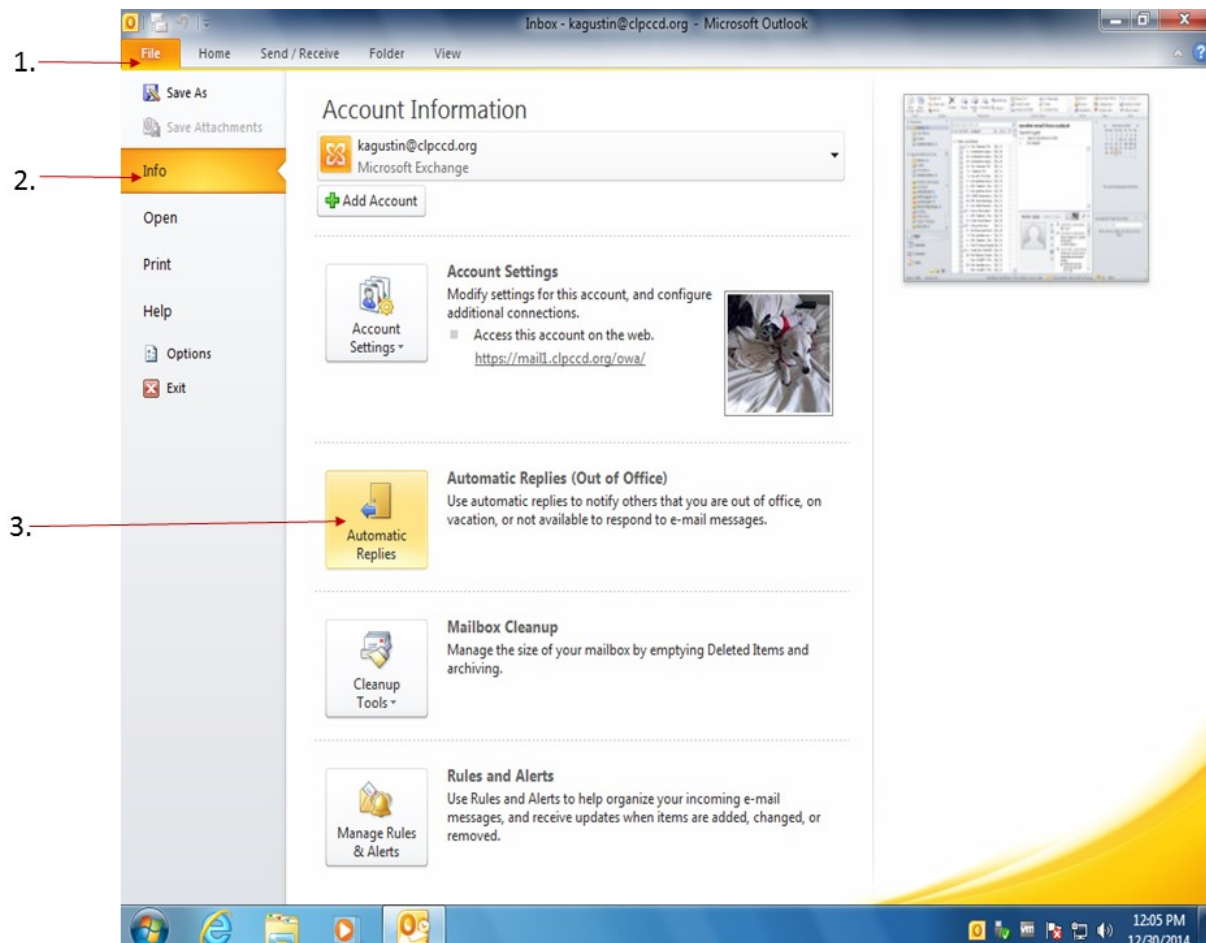 Inbox - kagustin@clpccd.org - Microsoft Outlook
1.
File Home Send / Receive Folder View
Save As
Save Attachments
2.
Info
Open
Print
Help
Options
Exit
Account Information
kagustin@clpccd.org
Microsoft Exchange
Add Account
Account Settings
Account Settings
Modify settings for this account, and configure
additional connections.
Access this account on the web.
https://mail1.clpccd.org/owa/
3.
Automatic Replies
Automatic Replies (Out of Office)
Use automatic replies to notify others that you are out of office, on
vacation, or not available to respond to e-mail messages.
Cleanup Tools
Mailbox Cleanup
Manage the size of your mailbox by emptying Deleted Items and
archiving.
Manage Rules & Alerts
Rules and Alerts
Use Rules and Alerts to help organize your incoming e-mail
messages, and receive updates when items are added, changed, or
removed.
12:05 PM
12/30/2014